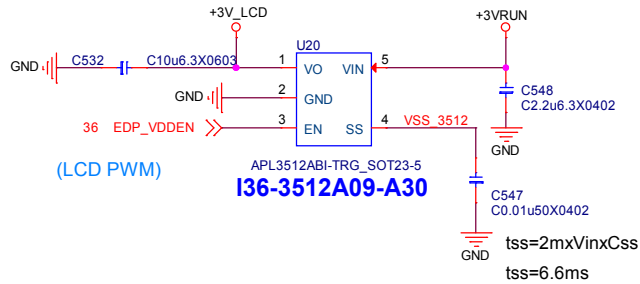 +3V_LCD
+3VRUN
U20
GND
C532
C10u6.3X0603
1
VO
VIN
5
GND
2
GND
C548
C2.2u6.3X0402
36
EDP_VDDEN
3
EN
SS
4
VSS_3512
GND
(LCD PWM)
APL3512ABI-TRG_SOT23-5
I36-3512A09-A30
C547
C0.01u50X0402
GND
tss=2mxVinxCss
tss=6.6ms